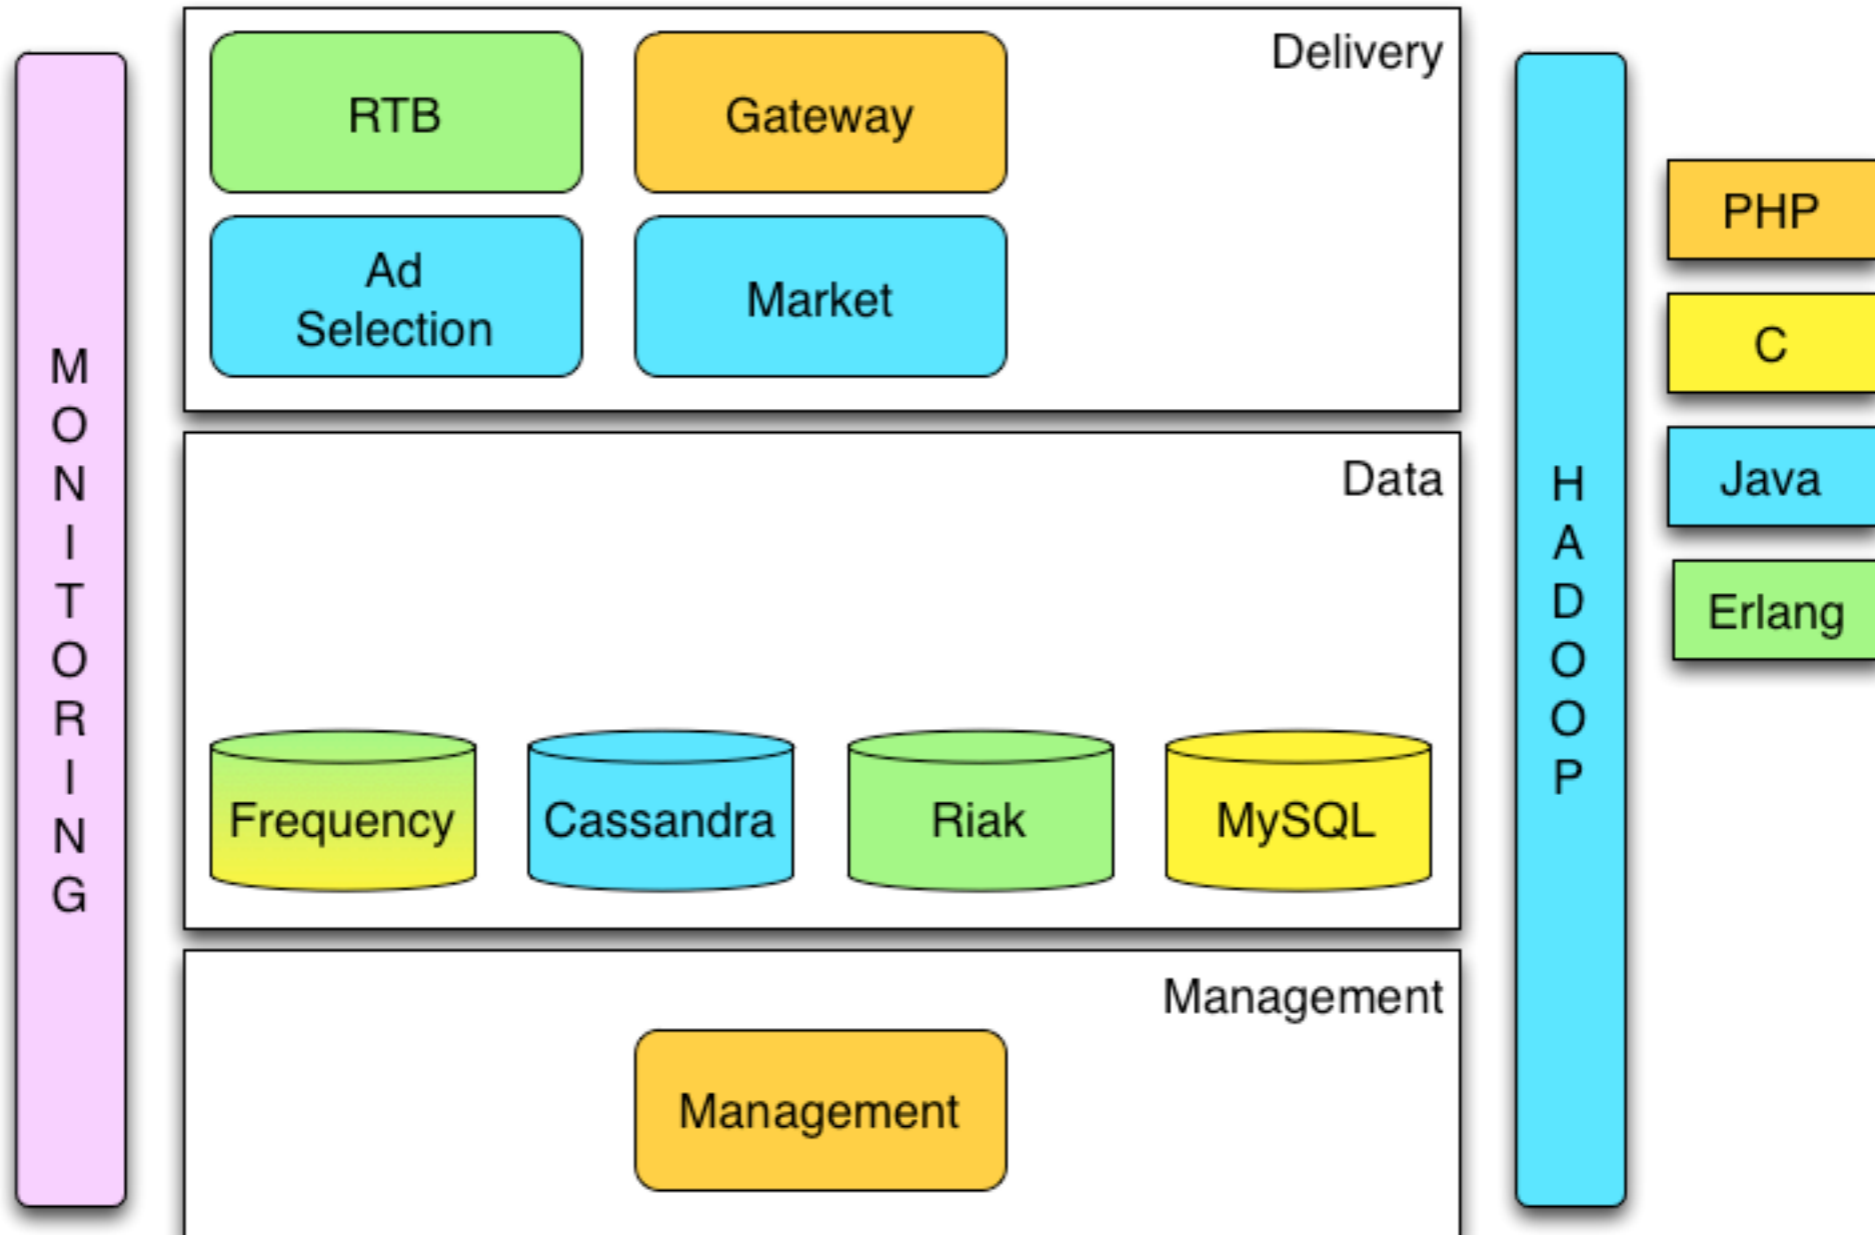 MONITORING
Delivery
RTB
Gateway
Ad
Selection
Market
Data
Frequency
Cassandra
Riak
MySQL
Management
Management
HADOOP
PHP
C
Java
Erlang